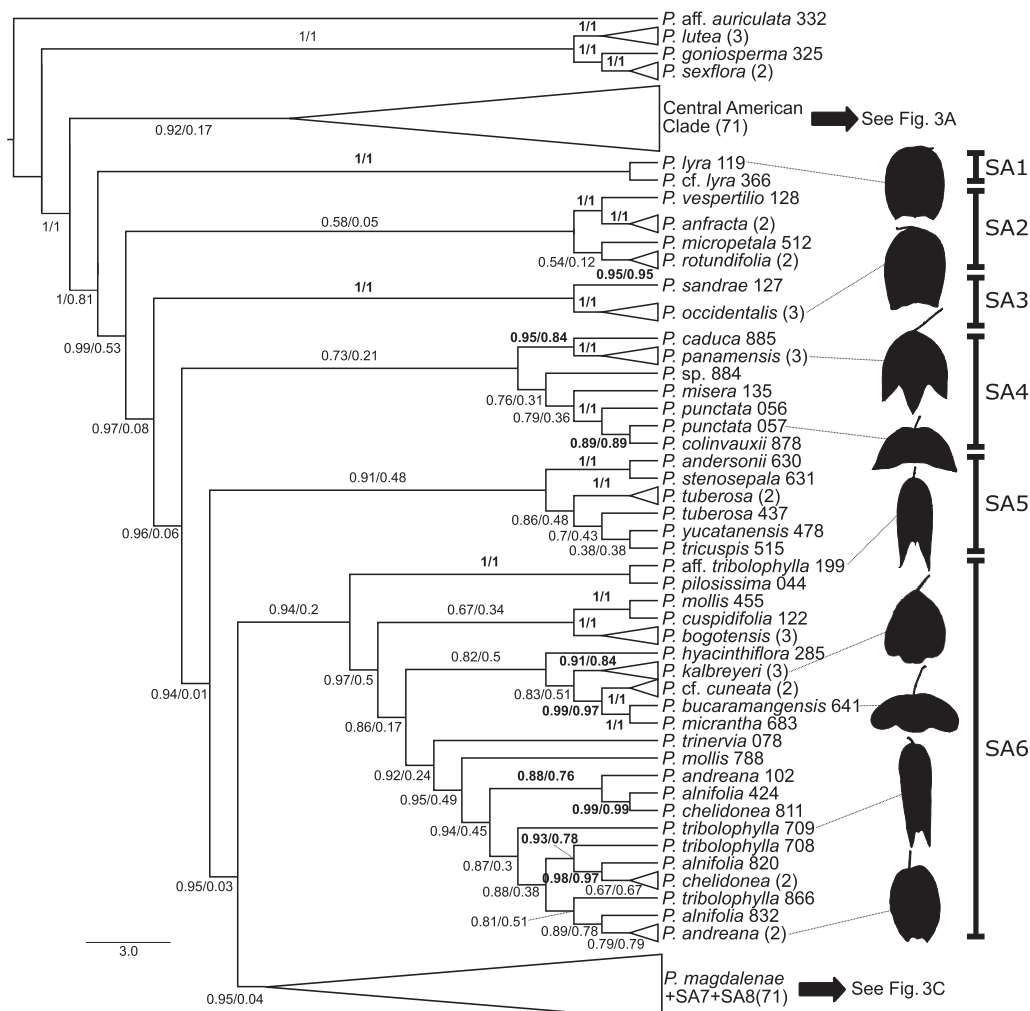 P. aff. auriculata 332
1/1
P. lutea (3)
1/1
1/1
P. goniosperma 325
1/1
P. sexflora (2)
Central American
Clade (71)
See Fig. 3A
0.92/0.17
1/1
P. lyra 119
SA1
P. cf. lyra 366
P. vespertilio 128
1/1
0.58/0.05
1/1
P. anfracta (2)
SA2
1/1
P. micropetala 512
0.54/0.12
P. rotundifolia (2)
0.95/0.95
P. sandrae 127
1/1
1/0.81
SA3
1/1
P. occidentalis (3)
0.99/0.53
0.95/0.84
P. caduca 885
0.73/0.21
1/1
P. panamensis (3)
P. sp. 884
0.76/0.31
P. misera 135
SA4
0.79/0.36
1/1
P. punctata 056
0.97/0.08
P. punctata 057
0.89/0.89
P. colinvauxii 878
1/1
P. andersonii 630
0.91/0.48
P. stenosepala 631
1/1
P. tuberosa (2)
SA5
0.86/0.48
P. tuberosa 437
0.96/0.06
0.7/0.43
P. yucatanensis 478
0.38/0.38
P. tricuspis 515
1/1
P. aff. tribolophylla 199
P. pilosissima 044
0.94/0.2
1/1
P. mollis 455
0.67/0.34
P. cuspidifolia 122
1/1
P. bogotensis (3)
0.82/0.5
P. hyacinthiflora 285
0.91/0.84
P. kalbreyeri (3)
0.97/0.5
0.94/0.01
0.83/0.51
P. cf. cuneata (2)
1/1
0.99/0.97
P. bucaramangensis 641
1/1
P. micrantha 683
0.86/0.17
P. trinervia 078
SA6
P. mollis 788
0.92/0.24
0.88/0.76
P. andreana 102
0.95/0.49
P. alnifolia 424
0.99/0.99
P. chelidonea 811
0.94/0.45
P. tribolophylla 709
0.93/0.78
P. tribolophylla 708
0.87/0.3
P. alnifolia 820
0.98/0.97
P. chelidonea (2)
0.95/0.03
0.88/0.38
0.67/0.67
P. tribolophylla 866
0.81/0.51
P. alnifolia 832
0.89/0.78
P. andreana (2)
0.79/0.79
3.0
P. magdalenae
+SA7+SA8(71)
See Fig. 3C
0.95/0.04